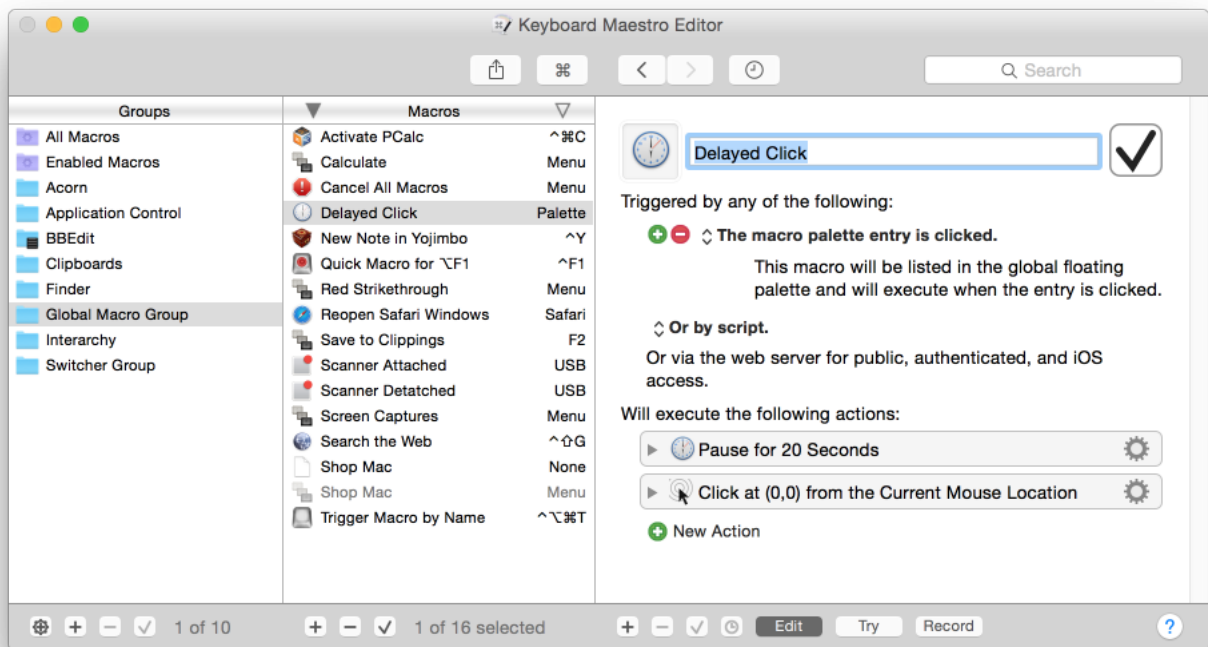 Keyboard Maestro Editor
Search
Groups
All Macros
Enabled Macros
Acorn
Application Control
BBEdit
Clipboards
Finder
Global Macro Group
Interarchy
Switcher Group
1 of 10
Macros
Activate PCalc ^⌘C
Calculate Menu
Cancel All Macros Menu
Delayed Click Palette
New Note in Yojimbo ^Y
Quick Macro for ⌥F1 ^F1
Red Strikethrough Menu
Reopen Safari Windows Safari
Save to Clippings F2
Scanner Attached USB
Scanner Detatched USB
Screen Captures Menu
Search the Web ^⇧G
Shop Mac None
Shop Mac Menu
Trigger Macro by Name ^⌥⌘T
1 of 16 selected
Delayed Click
Triggered by any of the following:
The macro palette entry is clicked.
This macro will be listed in the global floating
palette and will execute when the entry is clicked.
Or by script.
Or via the web server for public, authenticated, and iOS
access.
Will execute the following actions:
Pause for 20 Seconds
Click at (0,0) from the Current Mouse Location
New Action
Edit Try Record
?